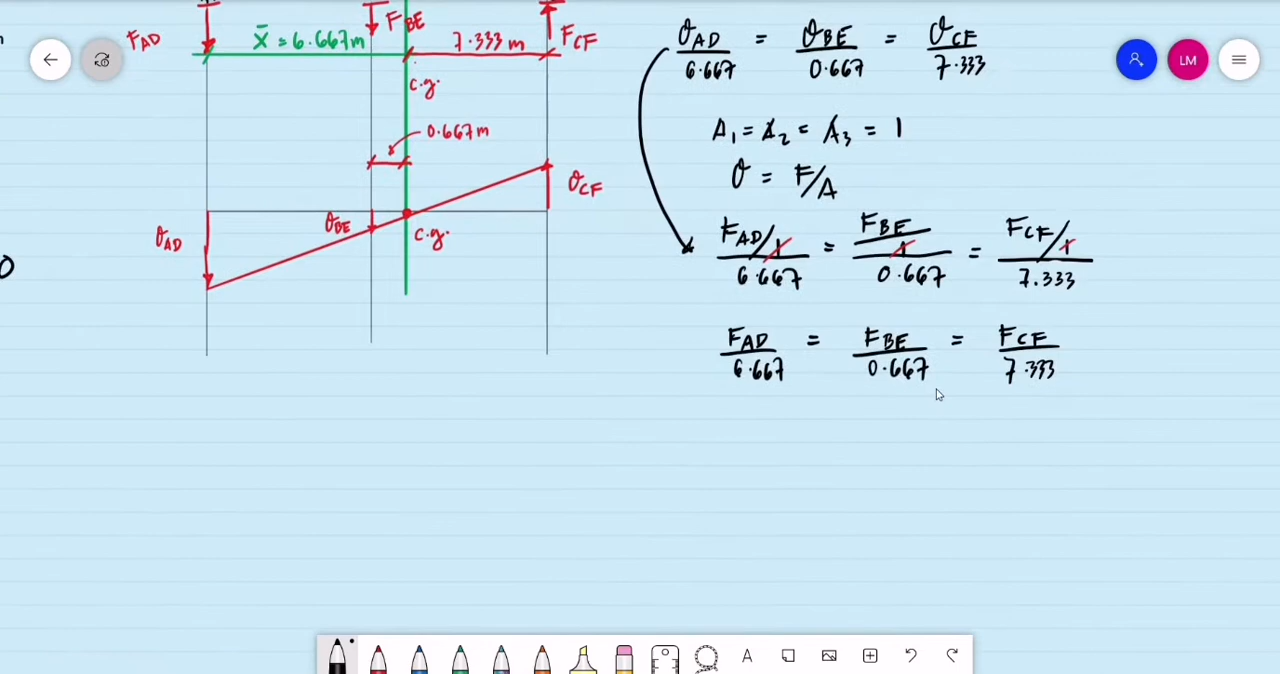 F_AD
x̄ = 6.667m
F_BE
7.333 m
F_CF
c.g.
0.667m
σ_AD
σ_BE
c.g.
σ_CF
0
σ_AD/6.667 = σ_BE/0.667 = σ_CF/7.333
A₁ = A₂ = A₃ = 1
σ = F/A
F_AD/1/6.667 = F_BE/1/0.667 = F_CF/1/7.333
F_AD/6.667 = F_BE/0.667 = F_CF/7.333
LM
A